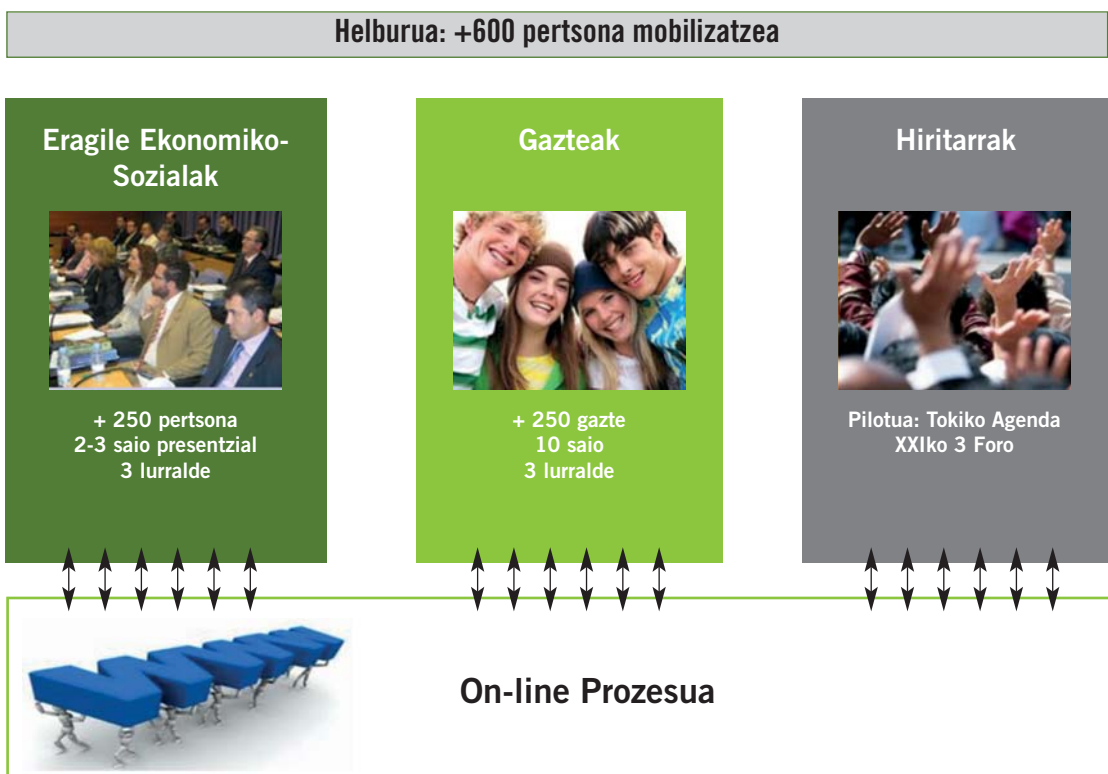 Helburua: +600 pertsona mobilizatzea
Eragile Ekonomiko-
Sozialak
+ 250 pertsona
2-3 saio presentzial
3 lurralde
Gazteak
+ 250 gazte
10 saio
3 lurralde
Hiritarrak
Pilotua: Tokiko Agenda
XXIko 3 Foro
WWW
On-line Prozesua